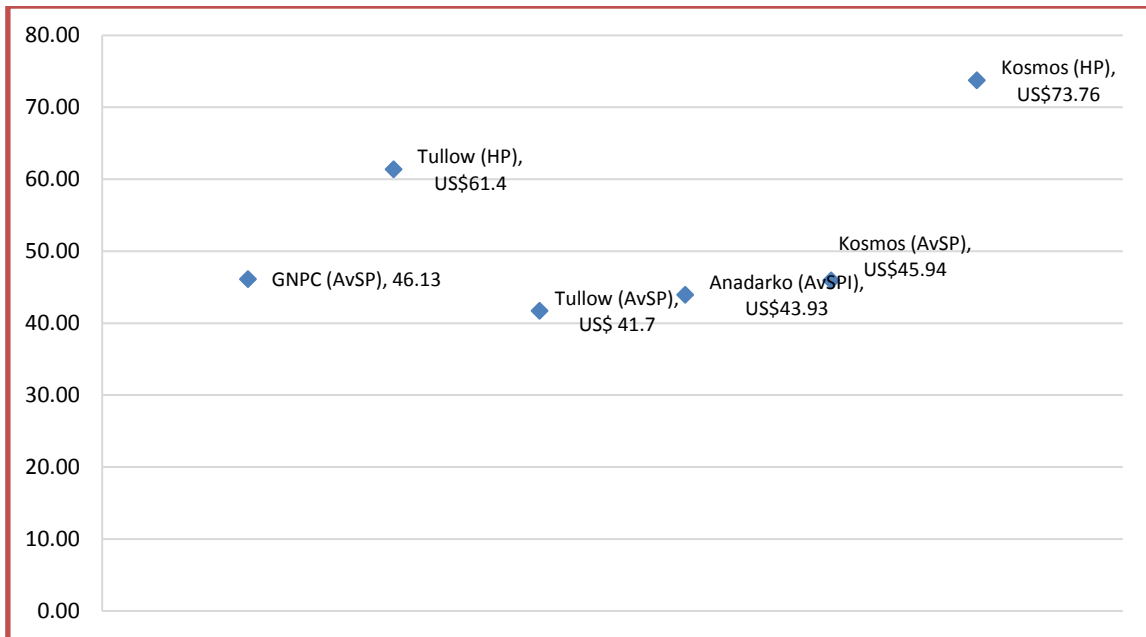 80.00
70.00
60.00
50.00
40.00
30.00
20.00
10.00
0.00
GNPC (AvSP), 46.13
Tullow (HP),
US$61.4
Tullow (AvSP),
US$ 41.7
Anadarko (AvSPI),
US$43.93
Kosmos (AvSP),
US$45.94
Kosmos (HP),
US$73.76